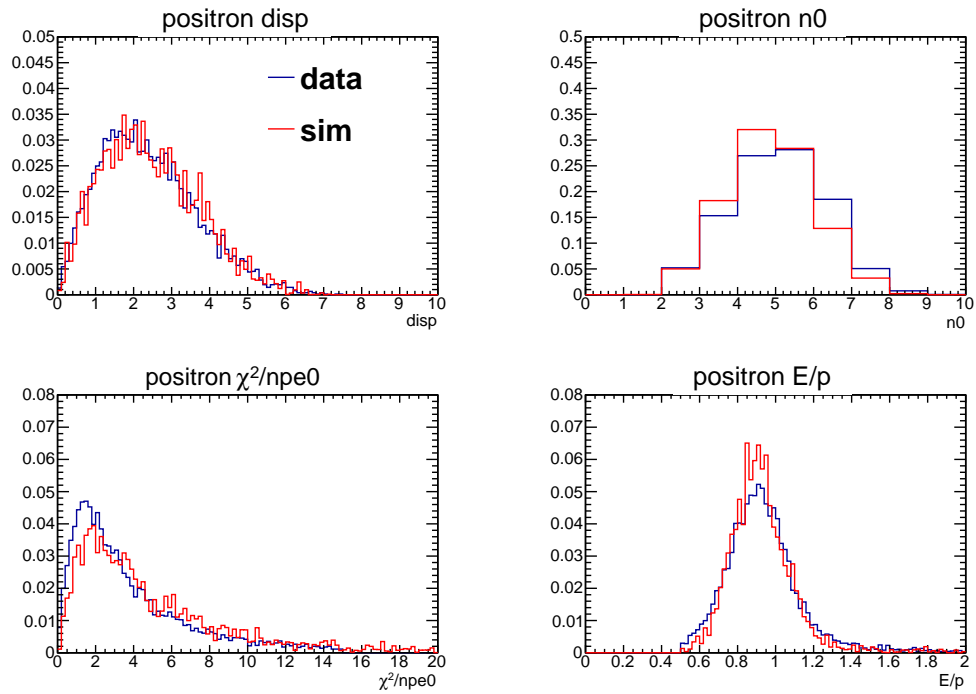 positron disp
0.05
0.045
0.04
0.035
0.03
0.025
0.02
0.015
0.01
0.005
0
0 1 2 3 4 5 6 7 8 9 10
disp
data
sim
positron n0
0.5
0.45
0.4
0.35
0.3
0.25
0.2
0.15
0.1
0.05
0
0 1 2 3 4 5 6 7 8 9 10
n0
positron χ²/npe0
0.08
0.07
0.06
0.05
0.04
0.03
0.02
0.01
0
0 2 4 6 8 10 12 14 16 18 20
χ²/npe0
positron E/p
0.08
0.07
0.06
0.05
0.04
0.03
0.02
0.01
0
0 0.2 0.4 0.6 0.8 1 1.2 1.4 1.6 1.8 2
E/p